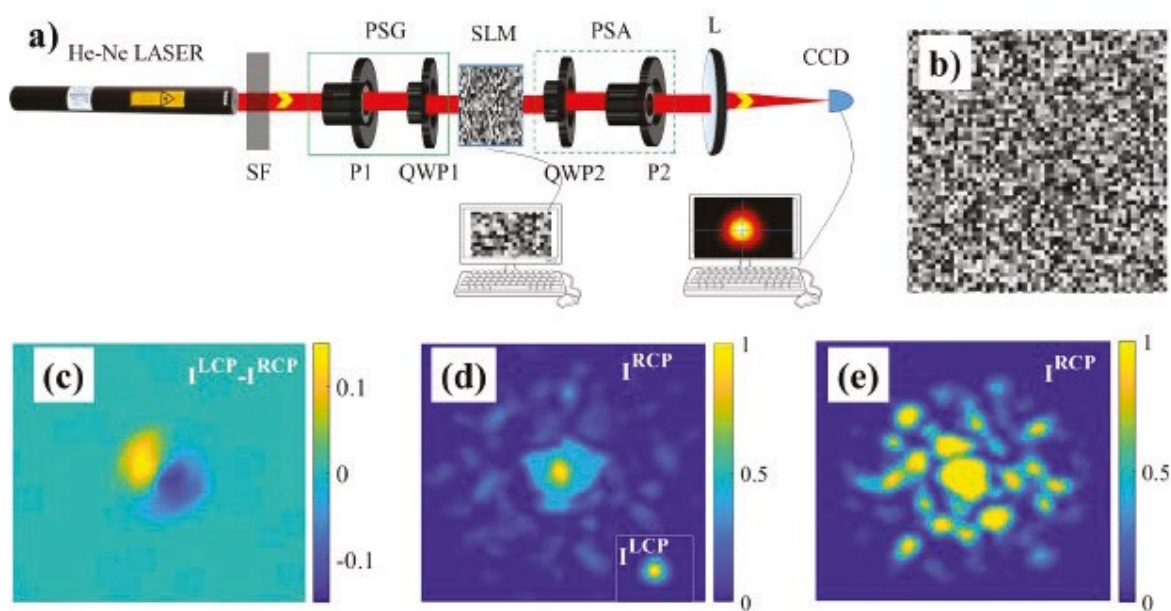 a)
He-Ne LASER
PSG
SLM
PSA
L
CCD
b)
SF
P1
QWP1
QWP2
P2
(c)
I^LCP-I^RCP
0.1
0
-0.1
(d)
I^RCP
1
0.5
0
I^LCP
(e)
I^RCP
1
0.5
0